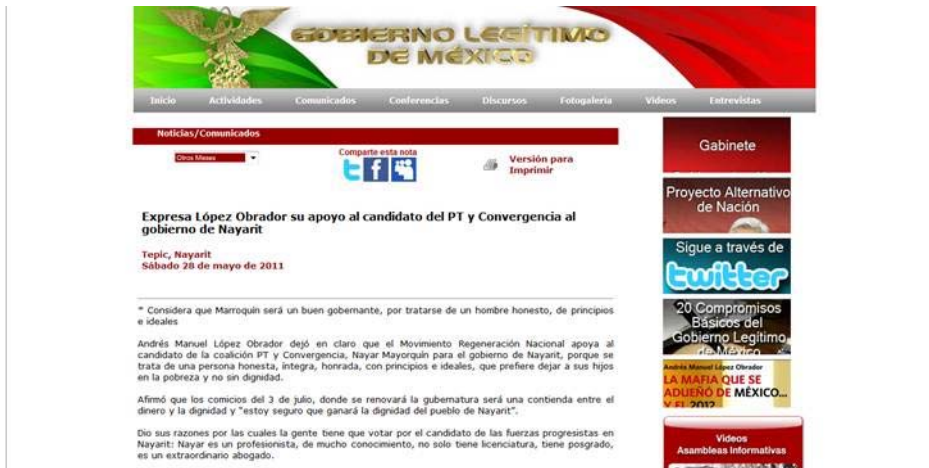 GOBIERNO LEGÍTIMO
DE MÉXICO
Inicio Actividades Comunicados Conferencias Discursos Fotogalería Videos Entrevistas
Noticias/Comunicados
Otros Meses
Comparte esta nota
Versión para
Imprimir
Expresa López Obrador su apoyo al candidato del PT y Convergencia al
gobierno de Nayarit
Tepic, Nayarit
Sábado 28 de mayo de 2011
* Considera que Marroquín será un buen gobernante, por tratarse de un hombre honesto, de principios
e ideales
Andrés Manuel López Obrador dejó en claro que el Movimiento Regeneración Nacional apoya al
candidato de la coalición PT y Convergencia, Nayar Mayorquín para el gobierno de Nayarit, porque se
trata de una persona honesta, íntegra, honrada, con principios e ideales, que prefiere dejar a sus hijos
en la pobreza y no sin dignidad.
Afirmó que los comicios del 3 de julio, donde se renovará la gubernatura será una contienda entre el
dinero y la dignidad y "estoy seguro que ganará la dignidad del pueblo de Nayarit".
Dio sus razones por las cuales la gente tiene que votar por el candidato de las fuerzas progresistas en
Nayarit: Nayar es un profesionista, de mucho conocimiento, no solo tiene licenciatura, tiene posgrado,
es un extraordinario abogado.
Gabinete
Proyecto Alternativo
de Nación
Sigue a través de
twitter
20 Compromisos
Básicos del
Gobierno Legítimo
de México
Andrés Manuel López Obrador
LA MAFIA QUE SE
ADUEÑÓ DE MÉXICO...
Y EL 2012
Videos
Asambleas Informativas